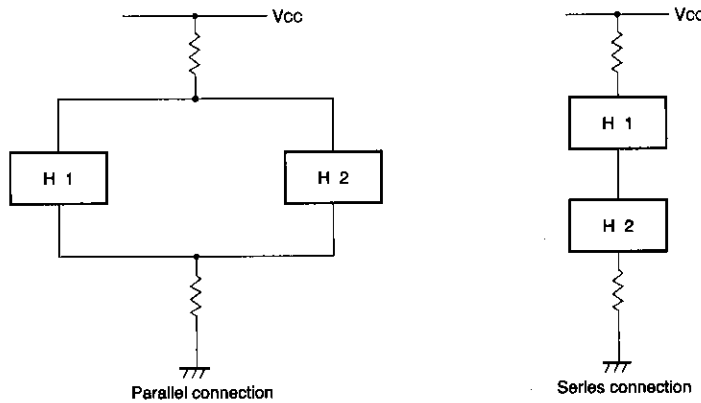 Vcc
Vcc
H 1
H 2
H 1
H 2
Parallel connection
Series connection